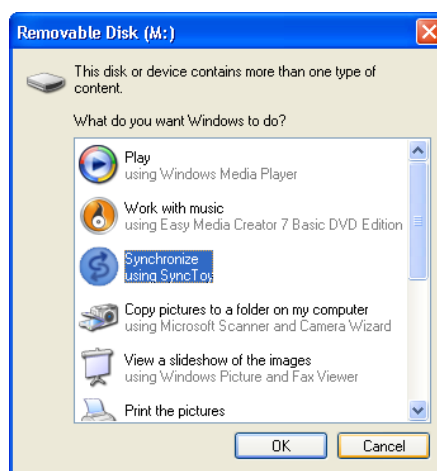 Removable Disk (M:)
This disk or device contains more than one type of
content.
What do you want Windows to do?
Play
using Windows Media Player
Work with music
using Easy Media Creator 7 Basic DVD Edition
Synchronize
using SyncToy
Copy pictures to a folder on my computer
using Microsoft Scanner and Camera Wizard
View a slideshow of the images
using Windows Picture and Fax Viewer
Print the pictures
OK
Cancel